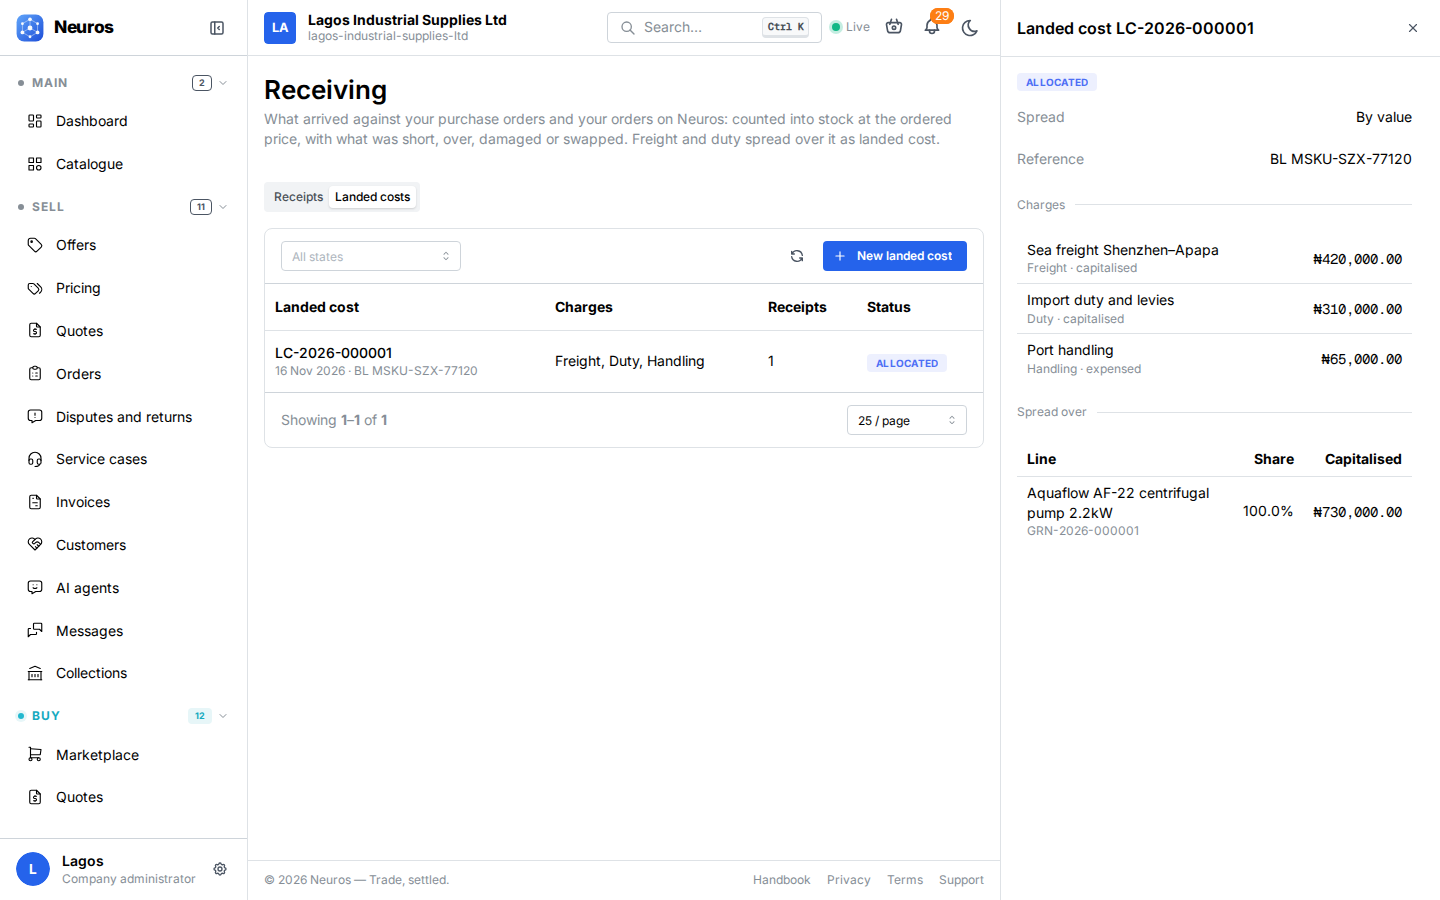 Neuros
MAIN
2
Dashboard
Catalogue
SELL
11
Offers
Pricing
Quotes
Orders
Disputes and returns
Service cases
Invoices
Customers
AI agents
Messages
Collections
BUY
12
Marketplace
Quotes
L
Lagos
Company administrator
LA
Lagos Industrial Supplies Ltd
lagos-industrial-supplies-ltd
Search...
Ctrl K
Live
29
Receiving
What arrived against your purchase orders and your orders on Neuros: counted into stock at the ordered
price, with what was short, over, damaged or swapped. Freight and duty spread over it as landed cost.
Receipts
Landed costs
All states
New landed cost
Landed cost Charges Receipts Status
LC-2026-000001
16 Nov 2026 · BL MSKU-SZX-77120
Freight, Duty, Handling
1
ALLOCATED
Showing 1–1 of 1
25 / page
© 2026 Neuros — Trade, settled.
Handbook Privacy Terms Support
Landed cost LC-2026-000001
ALLOCATED
Spread By value
Reference BL MSKU-SZX-77120
Charges
Sea freight Shenzhen–Apapa
Freight · capitalised
₦420,000.00
Import duty and levies
Duty · capitalised
₦310,000.00
Port handling
Handling · expensed
₦65,000.00
Spread over
Line Share Capitalised
Aquaflow AF-22 centrifugal
pump 2.2kW
GRN-2026-000001
100.0%
₦730,000.00